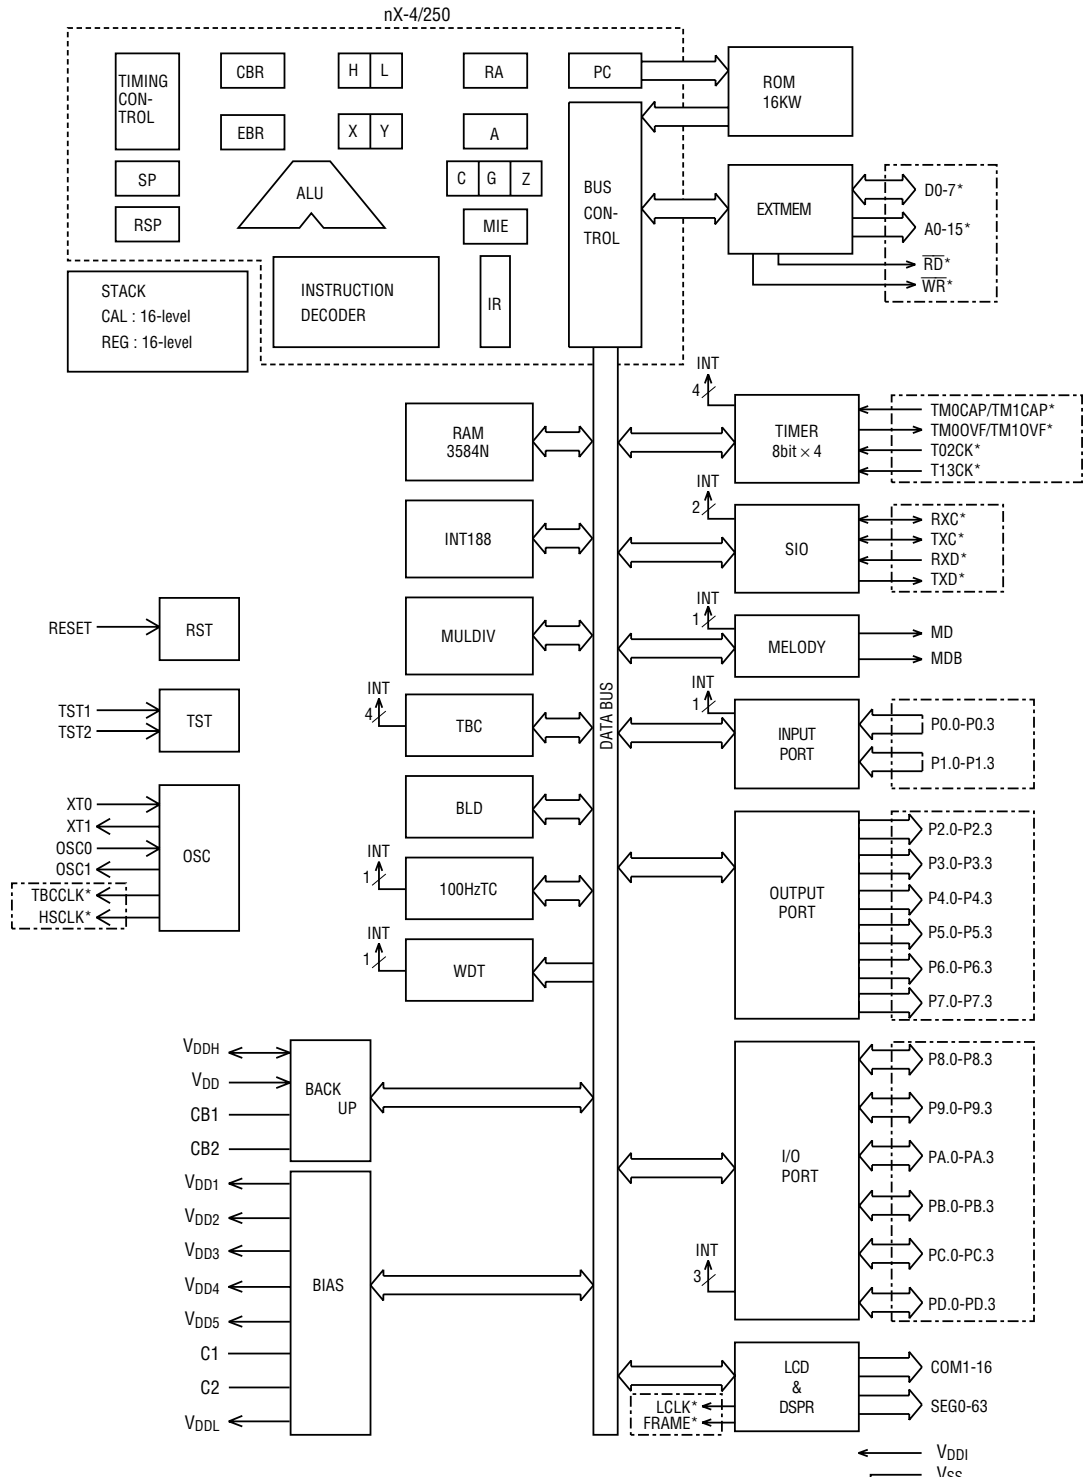 nX-4/250
TIMING
CON-
TROL
CBR
H L
RA
PC
ROM
16KW
EBR
X Y
A
SP
ALU
C G Z
BUS
CON-
TROL
EXTMEM
D0-7*
A0-15*
RD*
WR*
RSP
MIE
STACK
CAL : 16-level
REG : 16-level
INSTRUCTION
DECODER
IR
INT
4
RAM
3584N
TIMER
8bit × 4
TM0CAP/TM1CAP*
TM0OVF/TM1OVF*
T02CK*
T13CK*
INT
2
INT188
SIO
RXC*
TXC*
RXD*
TXD*
INT
1
RESET
RST
MULDIV
MELODY
MD
MDB
DATA BUS
TST1
TST2
TST
INT
4
TBC
INT
1
INPUT
PORT
P0.0-P0.3
P1.0-P1.3
XT0
XT1
OSC0
OSC1
TBCCLK*
HSCLK*
OSC
BLD
INT
1
100HzTC
INT
1
WDT
OUTPUT
PORT
P2.0-P2.3
P3.0-P3.3
P4.0-P4.3
P5.0-P5.3
P6.0-P6.3
P7.0-P7.3
VDDH
VDD
CB1
CB2
BACK
UP
I/O
PORT
INT
3
P8.0-P8.3
P9.0-P9.3
PA.0-PA.3
PB.0-PB.3
PC.0-PC.3
PD.0-PD.3
VDD1
VDD2
VDD3
VDD4
VDD5
C1
C2
VDDL
BIAS
LCD
&
DSPR
LCLK*
FRAME*
COM1-16
SEG0-63
VDDI
VSS